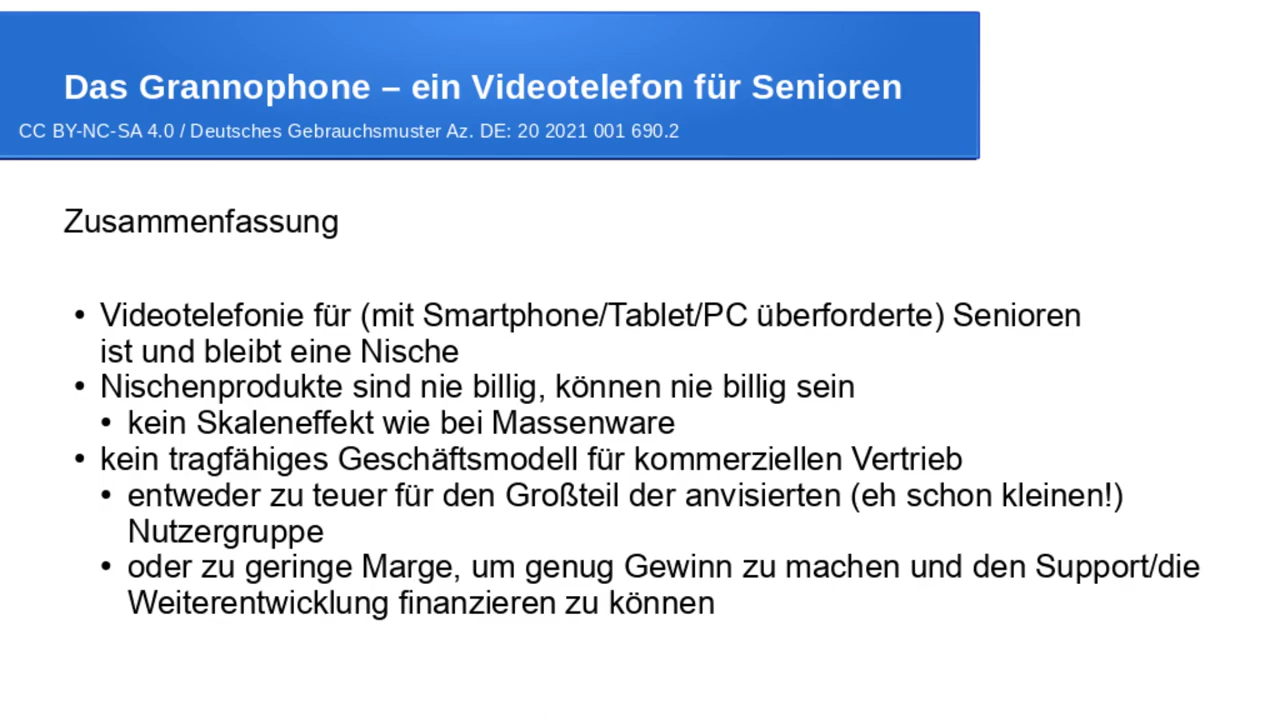 Das Grannophone – ein Videotelefon für Senioren
CC BY-NC-SA 4.0 / Deutsches Gebrauchsmuster Az. DE: 20 2021 001 690.2
Zusammenfassung
• Videotelefonie für (mit Smartphone/Tablet/PC überforderte) Senioren
ist und bleibt eine Nische
• Nischenprodukte sind nie billig, können nie billig sein
• kein Skaleneffekt wie bei Massenware
• kein tragfähiges Geschäftsmodell für kommerziellen Vertrieb
• entweder zu teuer für den Großteil der anvisierten (eh schon kleinen!)
Nutzergruppe
• oder zu geringe Marge, um genug Gewinn zu machen und den Support/die
Weiterentwicklung finanzieren zu können